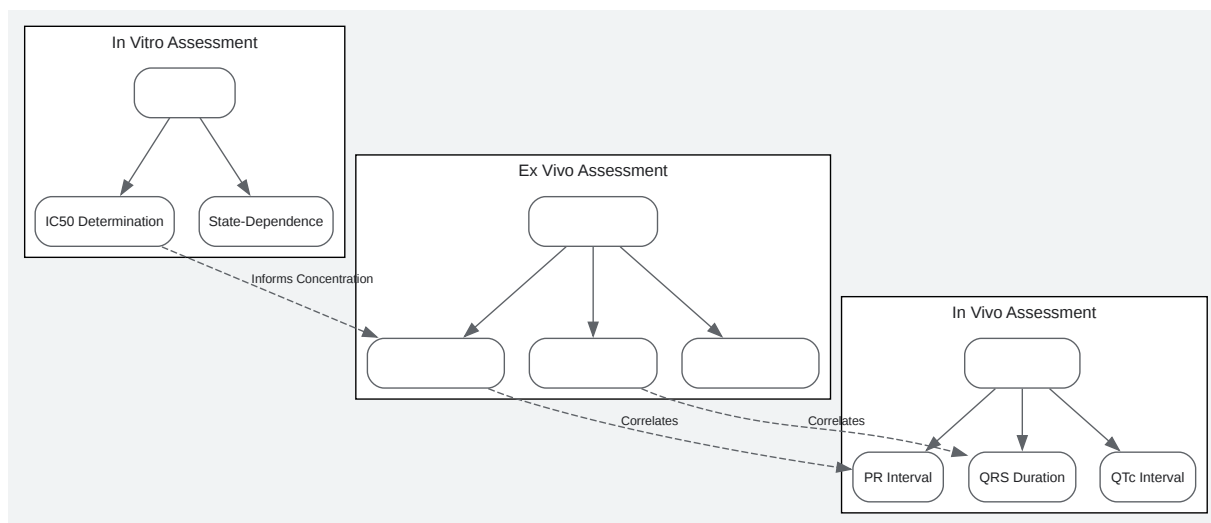 In Vitro Assessment
IC50 Determination
State-Dependence
Informs Concentration
Ex Vivo Assessment
Correlates
Correlates
In Vivo Assessment
PR Interval
QRS Duration
QTc Interval